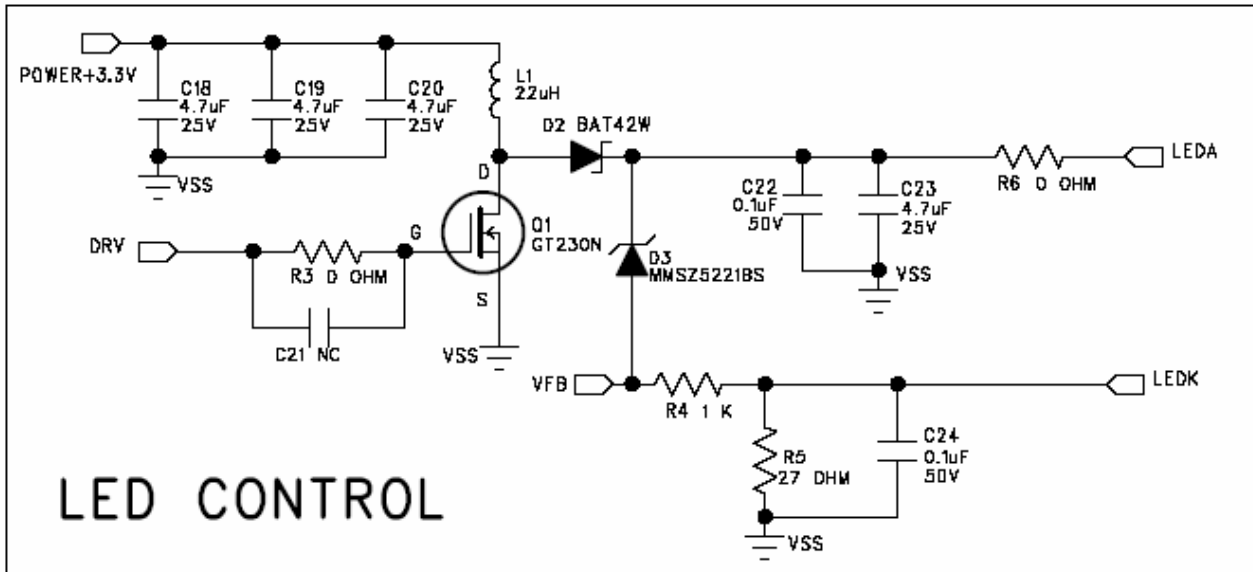 POWER+3.3V
C18
4.7uF
25V
C19
4.7uF
25V
C20
4.7uF
25V
L1
22uH
VSS
D2 BAT42W
D
G
S
Q1
GT230N
DRV
R3 0 OHM
C21 NC
VSS
D3
MMSZ5221BS
C22
0.1uF
50V
C23
4.7uF
25V
VSS
R6 0 OHM
LEDA
VFB
R4 1 K
LEDK
R5
27 OHM
C24
0.1uF
50V
VSS
LED CONTROL